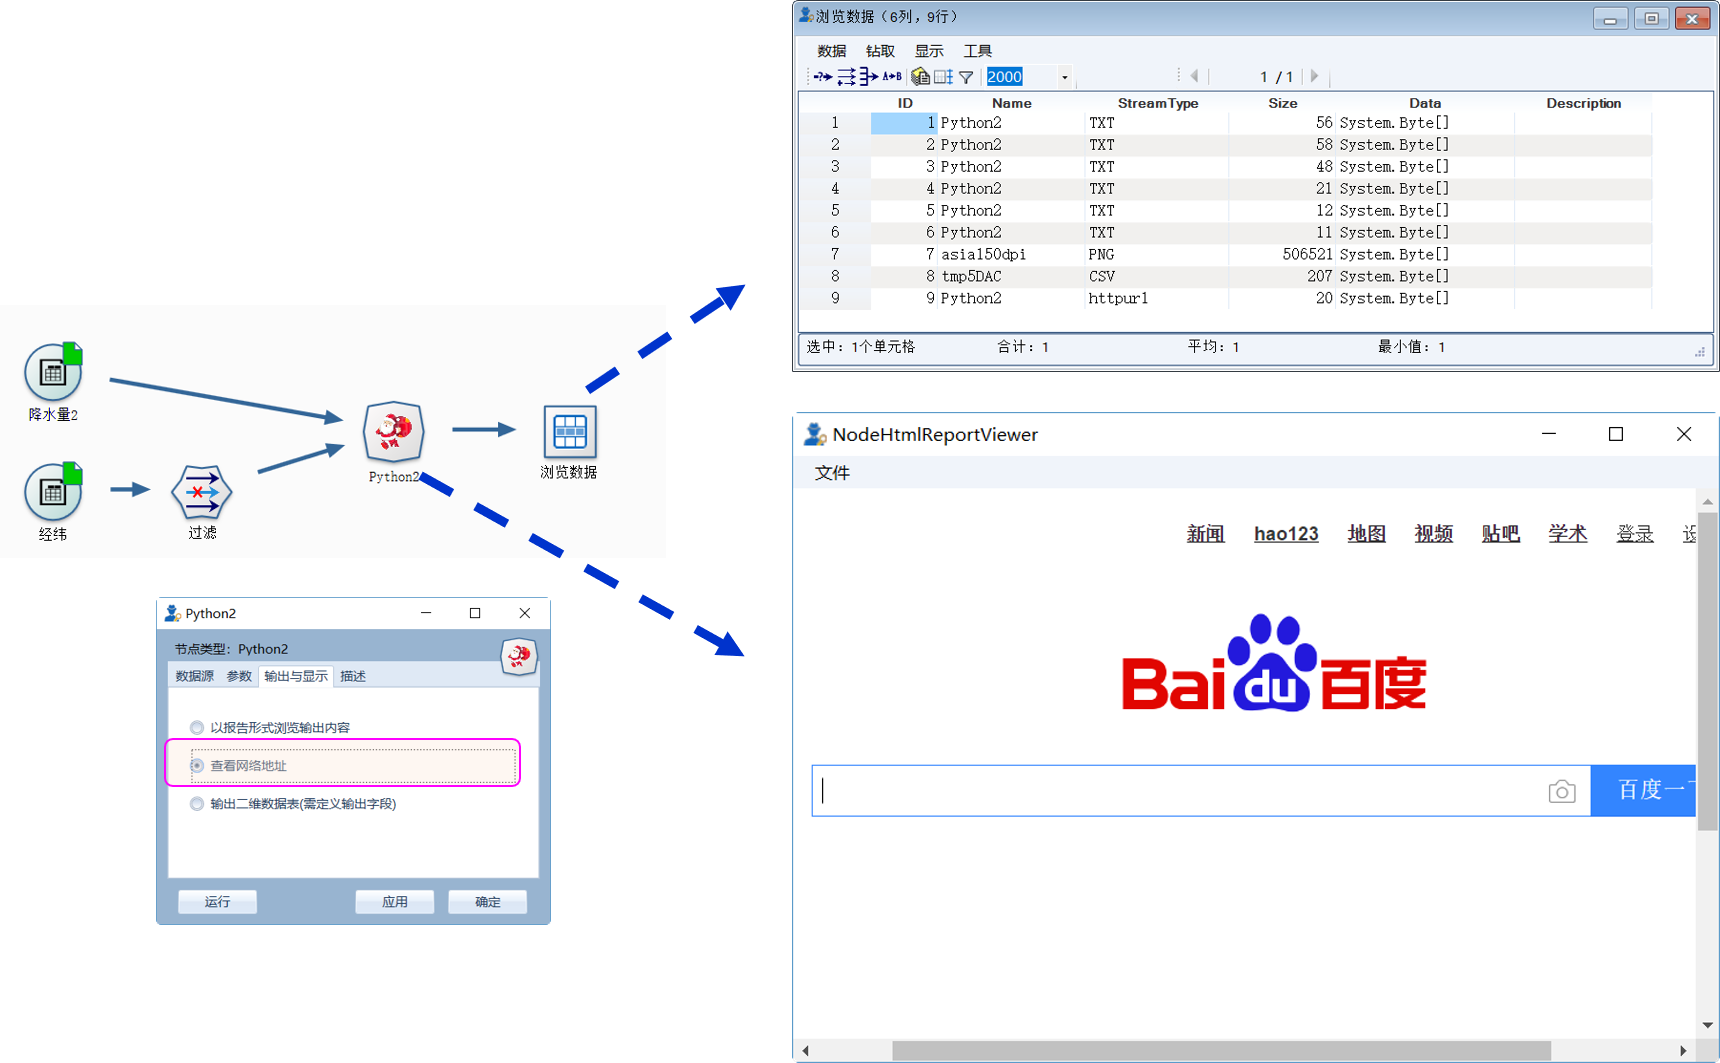 浏览数据（6列，9行）
数据 钻取 显示 工具
2000 1 / 1
ID Name StreamType Size Data Description
1 1 Python2 TXT 56 System.Byte[]
2 2 Python2 TXT 58 System.Byte[]
3 3 Python2 TXT 48 System.Byte[]
4 4 Python2 TXT 21 System.Byte[]
5 5 Python2 TXT 12 System.Byte[]
6 6 Python2 TXT 11 System.Byte[]
7 7 asia150dpi PNG 506521 System.Byte[]
8 8 tmp5DAC CSV 207 System.Byte[]
9 9 Python2 httpurl 20 System.Byte[]
选中：1个单元格 合计：1 平均：1 最小值：1
降水量2
经纬
过滤
Python2
浏览数据
Python2
节点类型：Python2
数据源 参数 输出与显示 描述
以报告形式浏览输出内容
查看网络地址
输出二维数据表(需定义输出字段)
运行 应用 确定
NodeHtmlReportViewer
文件
新闻 hao123 地图 视频 贴吧 学术 登录
Bai du 百度
百度一